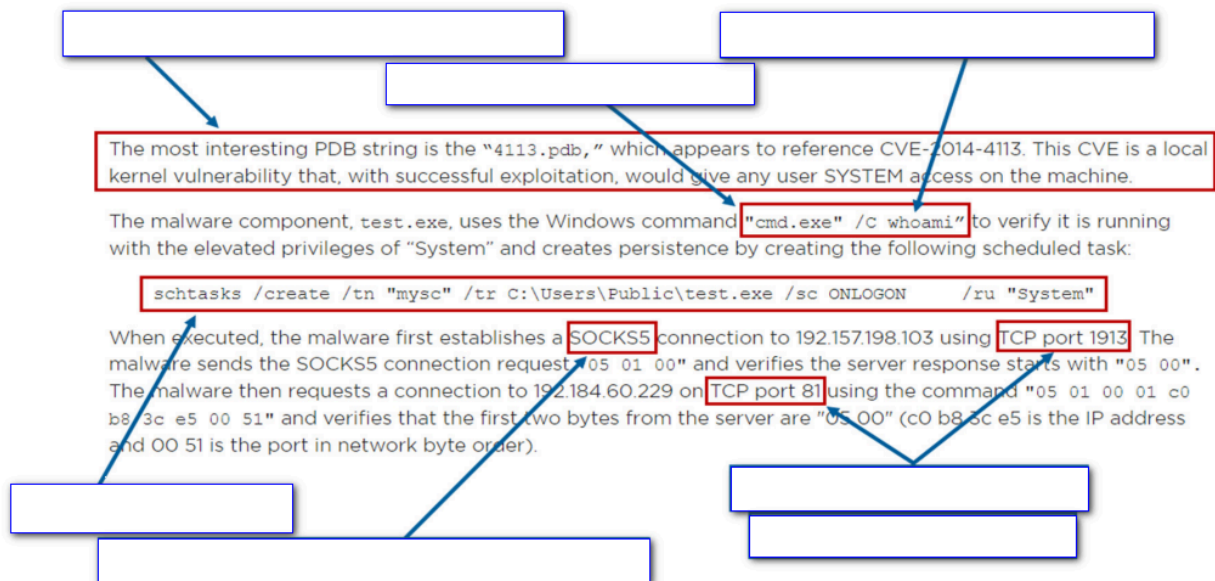 The most interesting PDB string is the "4113.pdb," which appears to reference CVE-2014-4113. This CVE is a local
kernel vulnerability that, with successful exploitation, would give any user SYSTEM access on the machine.
The malware component, test.exe, uses the Windows command "cmd.exe" /C whoami" to verify it is running
with the elevated privileges of “System” and creates persistence by creating the following scheduled task:
schtasks /create /tn "mysc" /tr C:\Users\Public\test.exe /sc ONLOGON /ru "System"
When executed, the malware first establishes a SOCKS5 connection to 192.157.198.103 using TCP port 1913 The
malware sends the SOCKS5 connection request "05 01 00" and verifies the server response starts with "05 00".
The malware then requests a connection to 192.184.60.229 on TCP port 81 using the command "05 01 00 01 c0
b8 3c e5 00 51" and verifies that the first two bytes from the server are "05 00" (c0 b8 3c e5 is the IP address
and 00 51 is the port in network byte order).